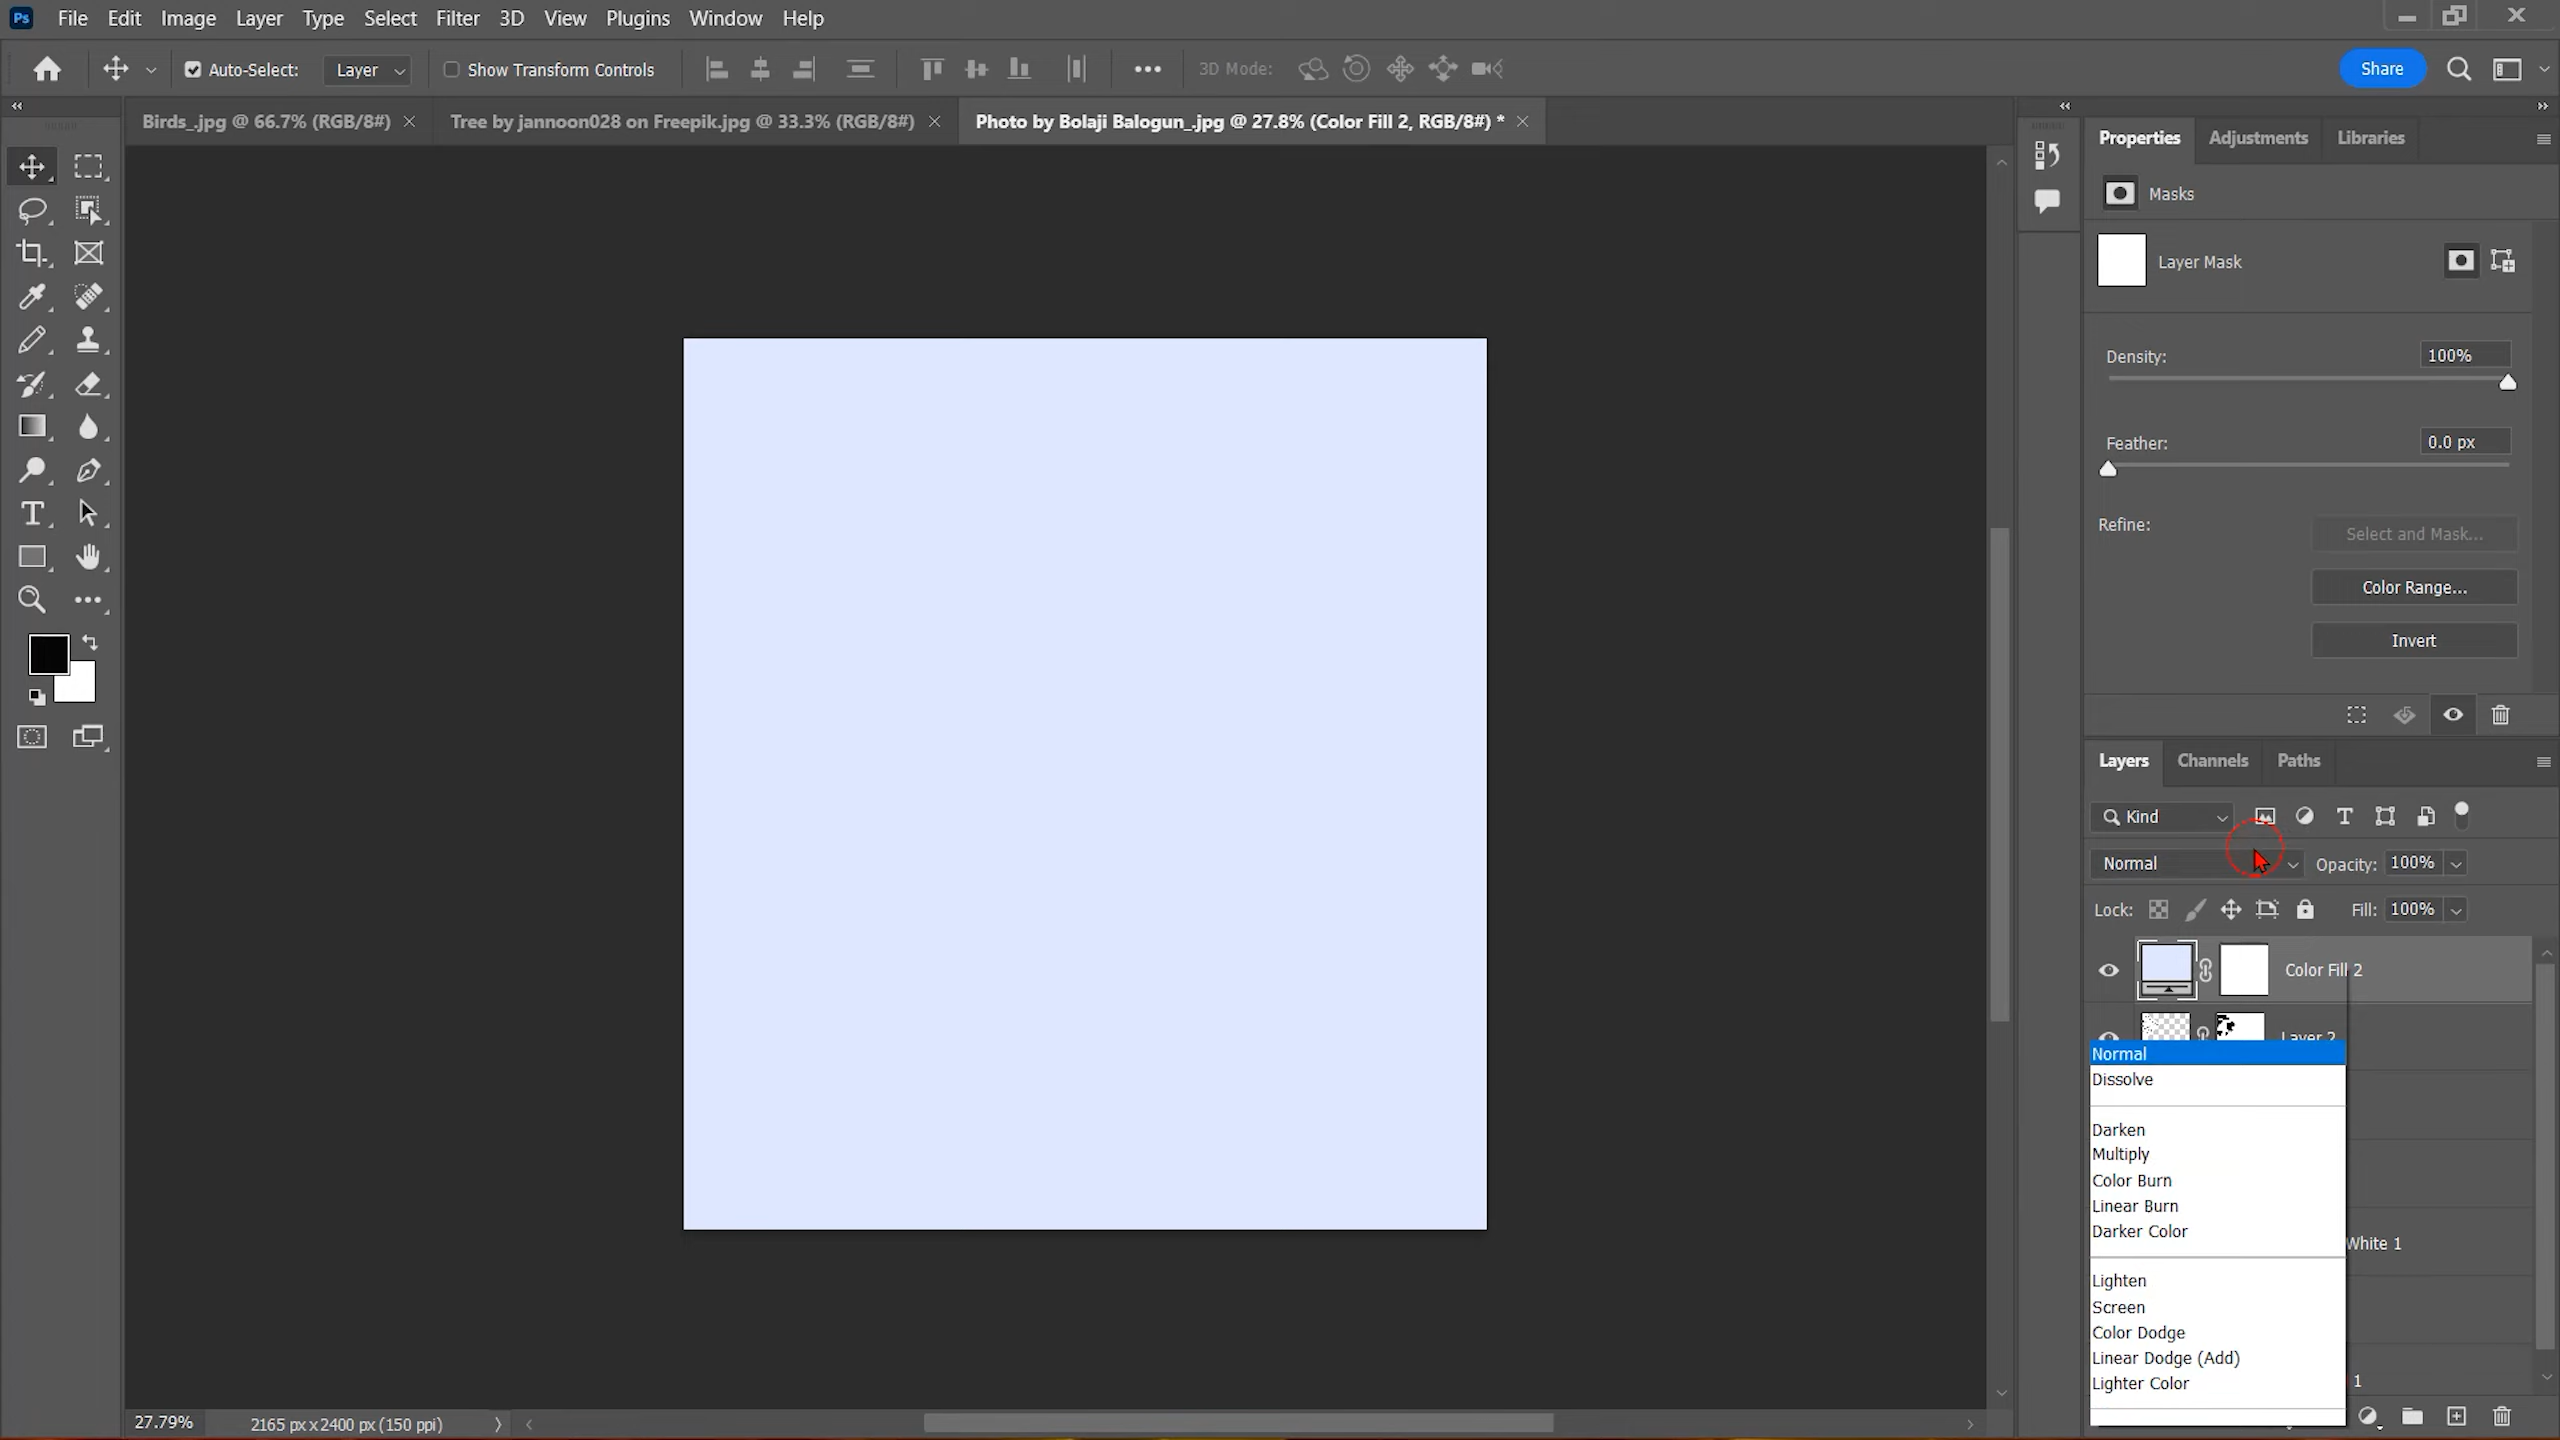 Ps File Edit Image Layer Type Select Filter 3D View Plugins Window Help
Auto-Select: Layer Show Transform Controls 3D Mode: Share
Birds_.jpg @ 66.7% (RGB/8#) Tree by jannoon028 on Freepik.jpg @ 33.3% (RGB/8#) Photo by Bolaji Balogun_.jpg @ 27.8% (Color Fill 2, RGB/8#) *
Properties Adjustments Libraries
Masks
Layer Mask
Density: 100%
Feather: 0.0 px
Refine: Select and Mask...
Color Range...
Invert
Layers Channels Paths
Kind
Normal Opacity: 100%
Lock: Fill: 100%
Color Fill 2
Layer 2
Normal
Dissolve
Darken
Multiply
Color Burn
Linear Burn
Darker Color
White 1
Lighten
Screen
Color Dodge
Linear Dodge (Add)
Lighter Color
1
27.79% 2165 px x 2400 px (150 ppi)